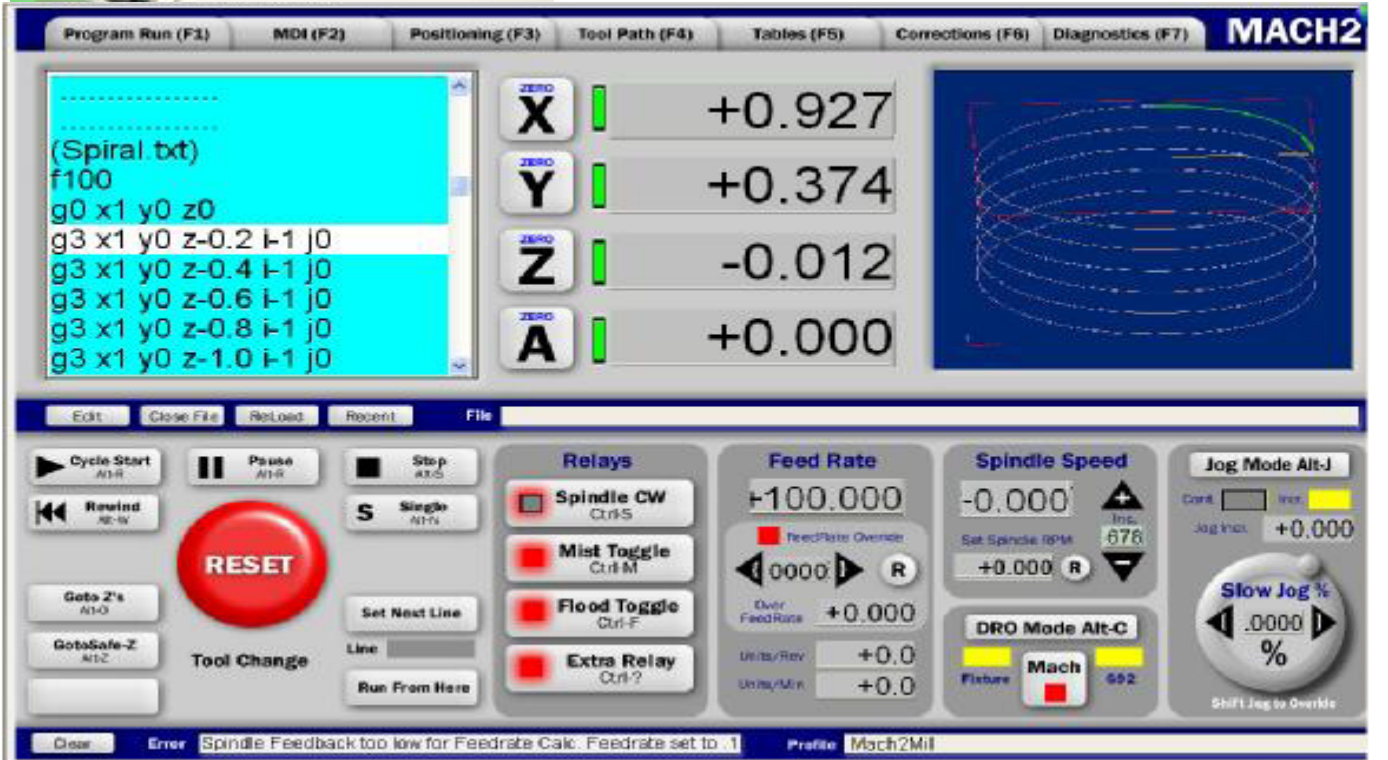 Program Run (F1) MDI (F2) Positioning (F3) Tool Path (F4) Tables (F5) Corrections (F6) Diagnostics (F7) MACH2
(Spiral.txt)
f100
g0 x1 y0 z0
g3 x1 y0 z-0.2 i-1 j0
g3 x1 y0 z-0.4 i-1 j0
g3 x1 y0 z-0.6 i-1 j0
g3 x1 y0 z-0.8 i-1 j0
g3 x1 y0 z-1.0 i-1 j0
ZERO
X +0.927
ZERO
Y +0.374
ZERO
Z -0.012
ZERO
A +0.000
Edit Close File ReLoad Recent File
Cycle Start
Alt-R
Pause
Alt-R
Stop
Alt-S
Rewind
Alt-W
S Single
Alt-N
RESET
Goto Z's
Alt-O
GotoSafe-Z
Alt-Z
Tool Change
Set Next Line
Line
Run From Here
Relays
Spindle CW
Ctrl-S
Mist Toggle
Ctrl-M
Flood Toggle
Ctrl-F
Extra Relay
Ctrl-?
Feed Rate
+100.000
FeedRate Override
0000 R
Over
FeedRate +0.000
Units/Rev +0.0
Units/Min +0.0
Spindle Speed
-0.000
Inc.
Set Spindle RPM 678
+0.000 R
DRO Mode Alt-C
Fixture Mach G92
Jog Mode Alt-J
Cont. Incr.
Jog Incr. +0.000
Slow Jog %
.0000
%
Shift Jog to Overide
Clear Error Spindle Feedback too low for Feedrate Calc. Feedrate set to .1 Profile Mach2Mill